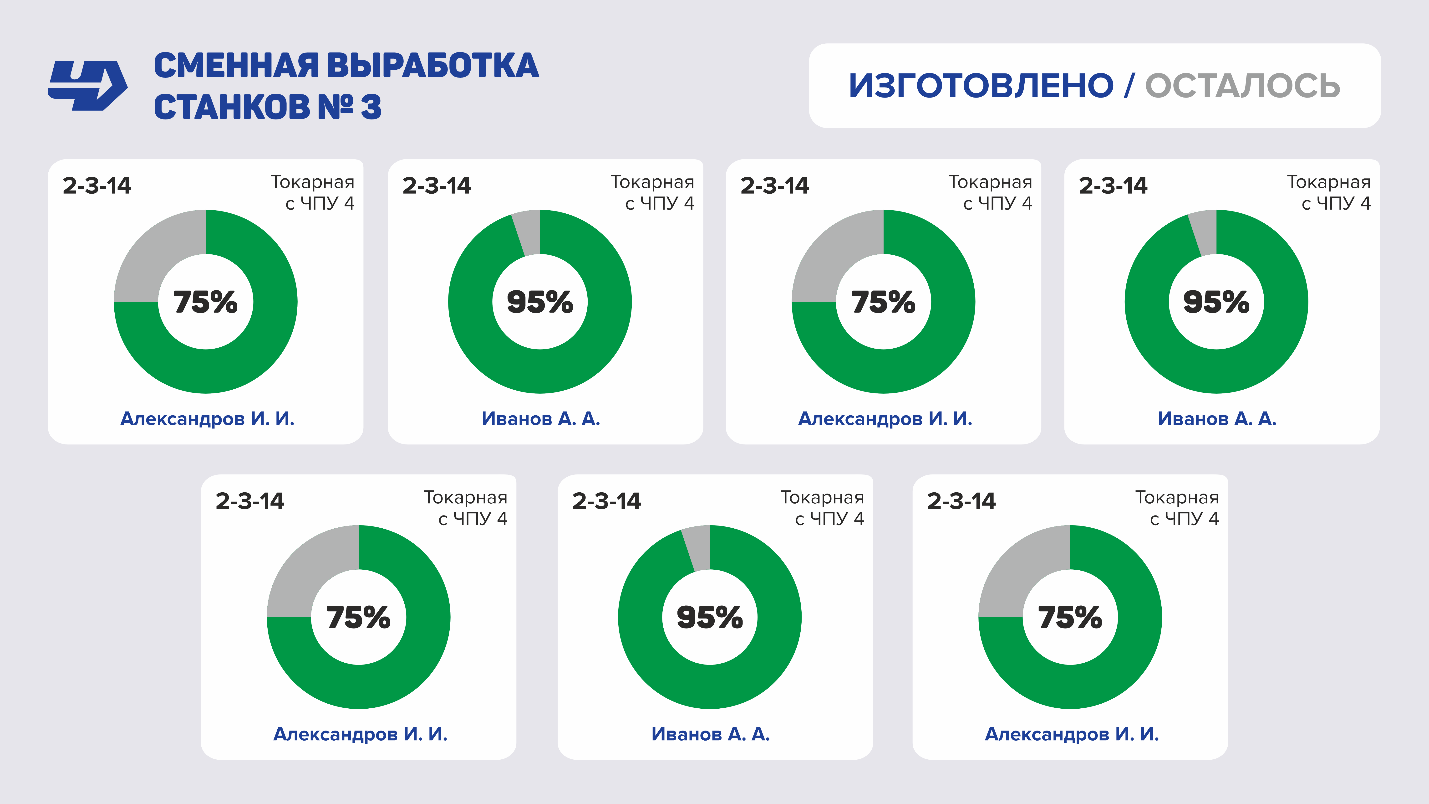 СМЕННАЯ ВЫРАБОТКА
СТАНКОВ № 3
ИЗГОТОВЛЕНО / ОСТАЛОСЬ
2-3-14
Токарная
с ЧПУ 4
75%
Александров И. И.
2-3-14
Токарная
с ЧПУ 4
95%
Иванов А. А.
2-3-14
Токарная
с ЧПУ 4
75%
Александров И. И.
2-3-14
Токарная
с ЧПУ 4
95%
Иванов А. А.
2-3-14
Токарная
с ЧПУ 4
75%
Александров И. И.
2-3-14
Токарная
с ЧПУ 4
95%
Иванов А. А.
2-3-14
Токарная
с ЧПУ 4
75%
Александров И. И.